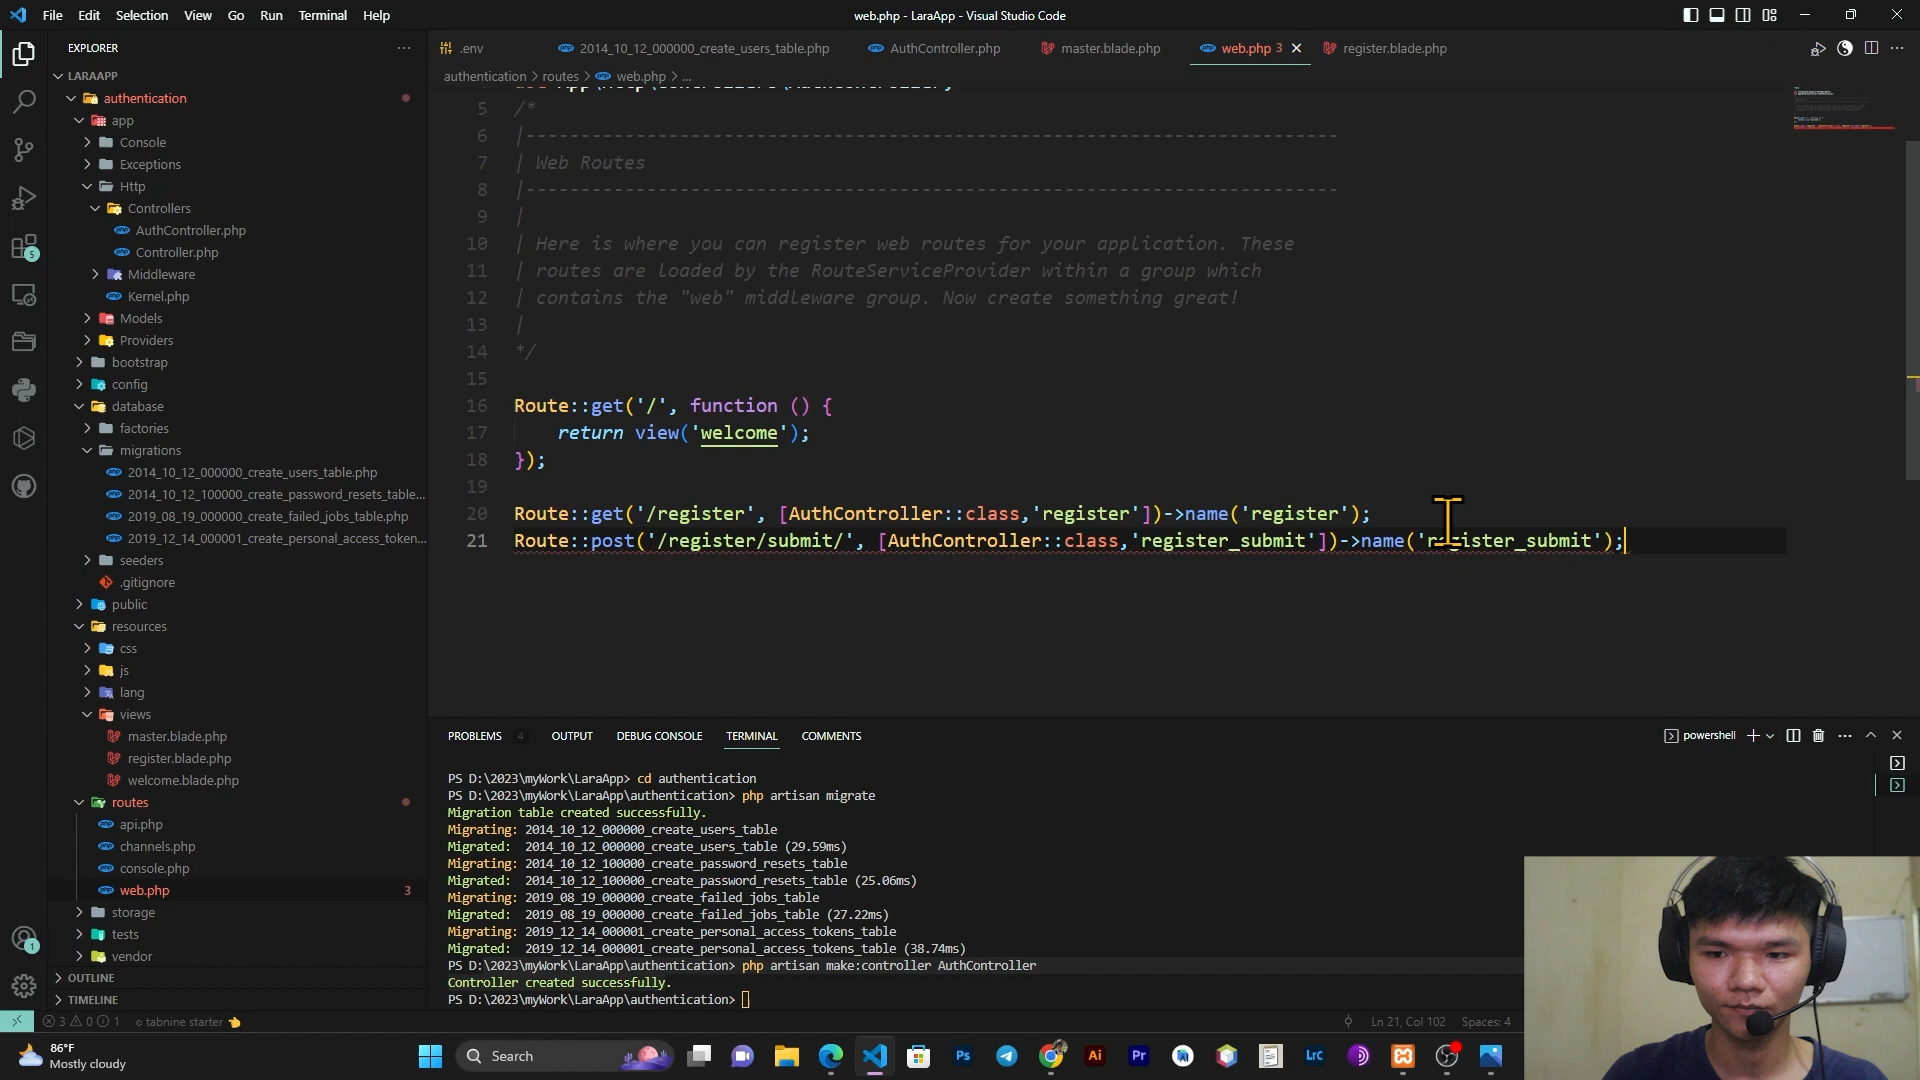 File Edit Selection View Go Run Terminal Help
web.php - LaraApp - Visual Studio Code
EXPLORER
LARAAPP
authentication
app
Console
Exceptions
Http
Controllers
AuthController.php
Controller.php
Middleware
Kernel.php
Models
Providers
bootstrap
config
database
factories
migrations
2014_10_12_000000_create_users_table.php
2014_10_12_100000_create_password_resets_table...
2019_08_19_000000_create_failed_jobs_table.php
2019_12_14_000001_create_personal_access_token...
seeders
.gitignore
public
resources
css
js
lang
views
master.blade.php
register.blade.php
welcome.blade.php
routes
api.php
channels.php
console.php
web.php 3
storage
tests
vendor
OUTLINE
TIMELINE
5
1
.env
2014_10_12_000000_create_users_table.php
AuthController.php
master.blade.php
web.php 3
register.blade.php
authentication > routes > web.php > ...
5 /*
6 |--------------------------------------------------------------------------
7 | Web Routes
8 |--------------------------------------------------------------------------
9 |
10 | Here is where you can register web routes for your application. These
11 | routes are loaded by the RouteServiceProvider within a group which
12 | contains the "web" middleware group. Now create something great!
13 |
14 */
15
16 Route::get('/', function () {
17 return view('welcome');
18 });
19
20 Route::get('/register', [AuthController::class,'register'])->name('register');
21 Route::post('/register/submit/', [AuthController::class,'register_submit'])->name('register_submit');
PROBLEMS 4 OUTPUT DEBUG CONSOLE TERMINAL COMMENTS
powershell
PS D:\2023\myWork\LaraApp> cd authentication
PS D:\2023\myWork\LaraApp\authentication> php artisan migrate
Migration table created successfully.
Migrating: 2014_10_12_000000_create_users_table
Migrated: 2014_10_12_000000_create_users_table (29.59ms)
Migrating: 2014_10_12_100000_create_password_resets_table
Migrated: 2014_10_12_100000_create_password_resets_table (25.06ms)
Migrating: 2019_08_19_000000_create_failed_jobs_table
Migrated: 2019_08_19_000000_create_failed_jobs_table (27.22ms)
Migrating: 2019_12_14_000001_create_personal_access_tokens_table
Migrated: 2019_12_14_000001_create_personal_access_tokens_table (38.74ms)
PS D:\2023\myWork\LaraApp\authentication> php artisan make:controller AuthController
Controller created successfully.
PS D:\2023\myWork\LaraApp\authentication>
3 0 1 tabnine starter
Ln 21, Col 102 Spaces: 4
86°F
Mostly cloudy
Search
Ps
Ai
Pr
LrC